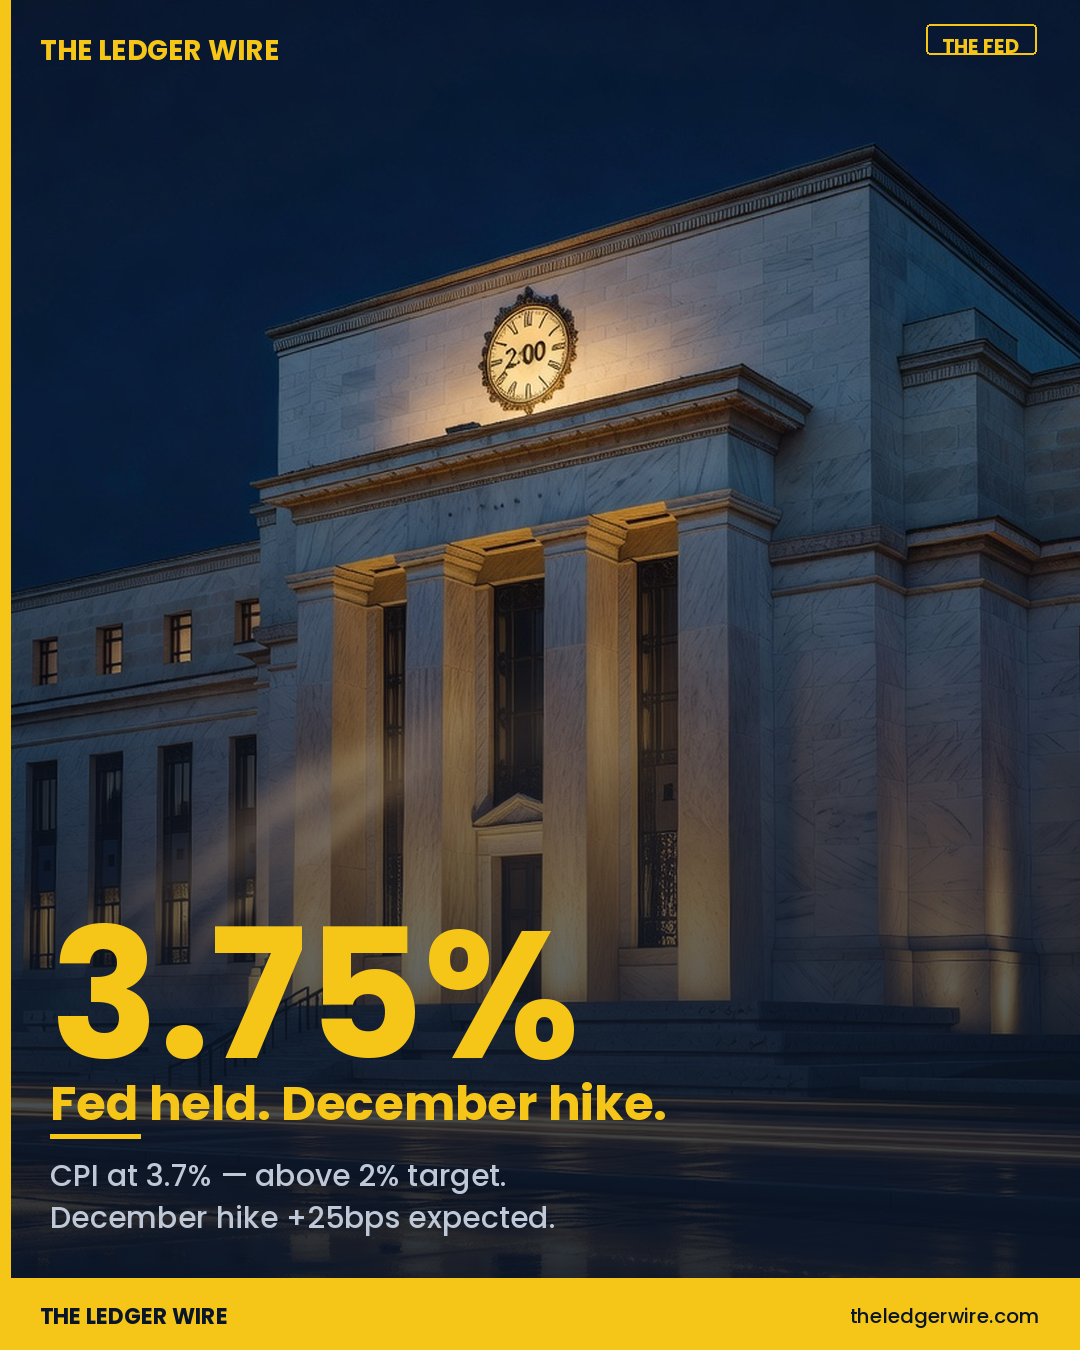 THE LEDGER WIRE
THE FED
2:00
3.75%
Fed held. December hike.
CPI at 3.7% — above 2% target.
December hike +25bps expected.
THE LEDGER WIRE
theledgerwire.com